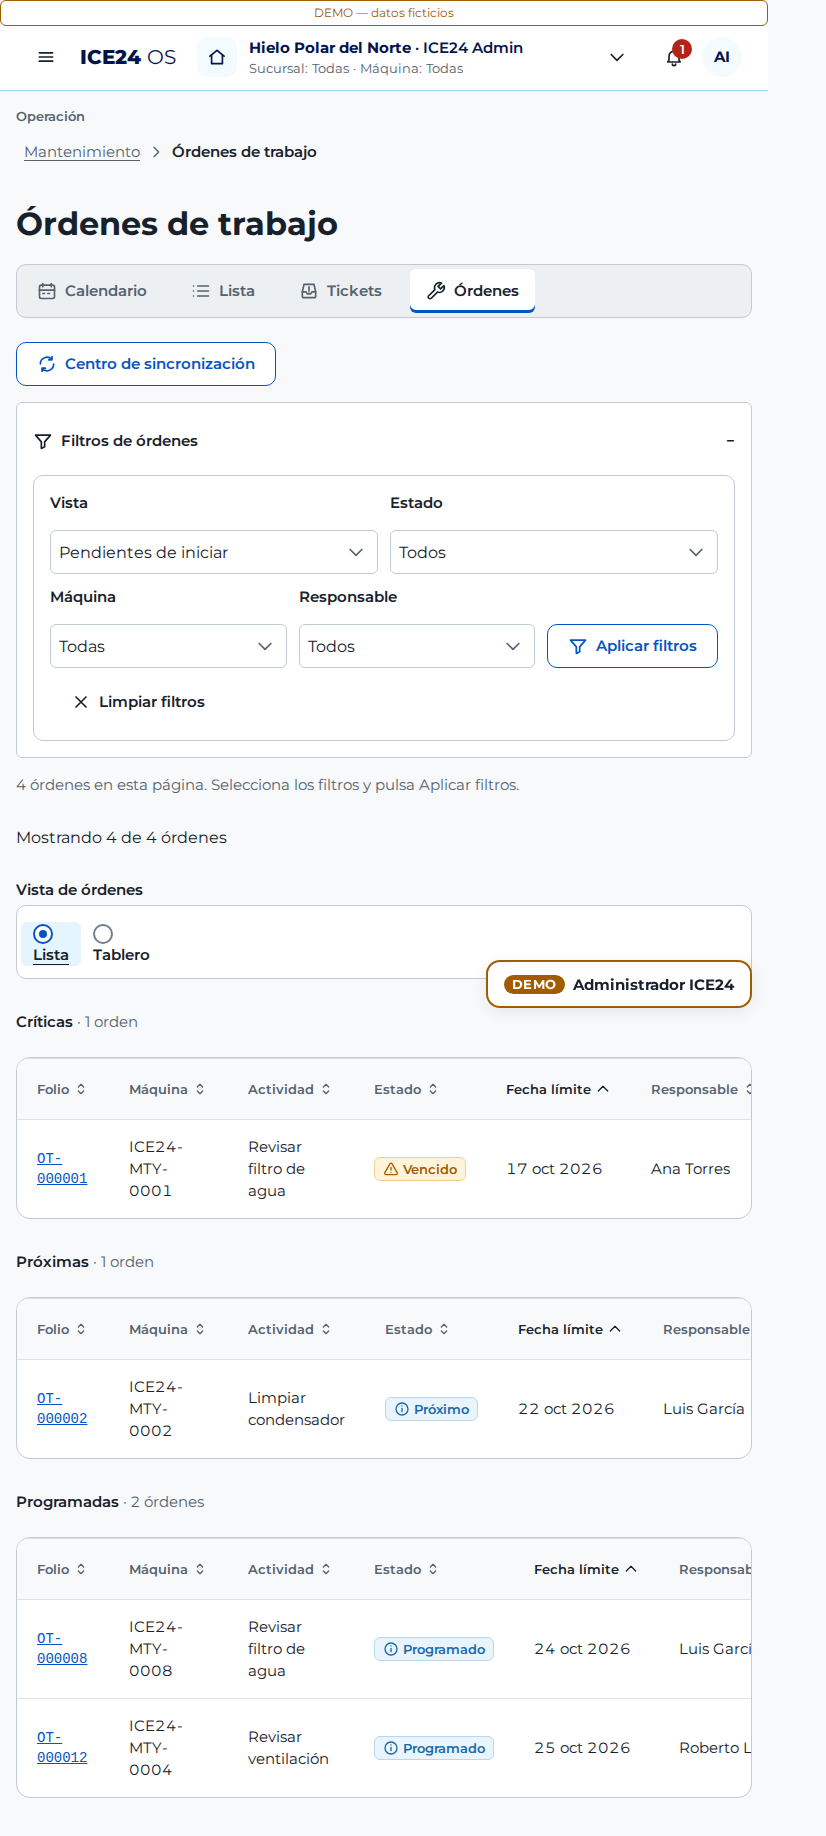 DEMO — datos ficticios
ICE24 OS
Hielo Polar del Norte · ICE24 Admin
Sucursal: Todas · Máquina: Todas
1
AI
Operación
Mantenimiento > Órdenes de trabajo
Órdenes de trabajo
Calendario Lista Tickets Órdenes
Centro de sincronización
Filtros de órdenes –
Vista Estado
Pendientes de iniciar Todos
Máquina Responsable
Todas Todos Aplicar filtros
Limpiar filtros
4 órdenes en esta página. Selecciona los filtros y pulsa Aplicar filtros.
Mostrando 4 de 4 órdenes
Vista de órdenes
Lista Tablero
DEMO Administrador ICE24
Críticas · 1 orden
Folio Máquina Actividad Estado Fecha límite Responsable
OT-
000001
ICE24-
MTY-
0001
Revisar
filtro de
agua
Vencido
17 oct 2026
Ana Torres
Próximas · 1 orden
Folio Máquina Actividad Estado Fecha límite Responsable
OT-
000002
ICE24-
MTY-
0002
Limpiar
condensador
Próximo
22 oct 2026
Luis García
Programadas · 2 órdenes
Folio Máquina Actividad Estado Fecha límite Responsab
OT-
000008
ICE24-
MTY-
0008
Revisar
filtro de
agua
Programado
24 oct 2026
Luis Garcí
OT-
000012
ICE24-
MTY-
0004
Revisar
ventilación
Programado
25 oct 2026
Roberto L